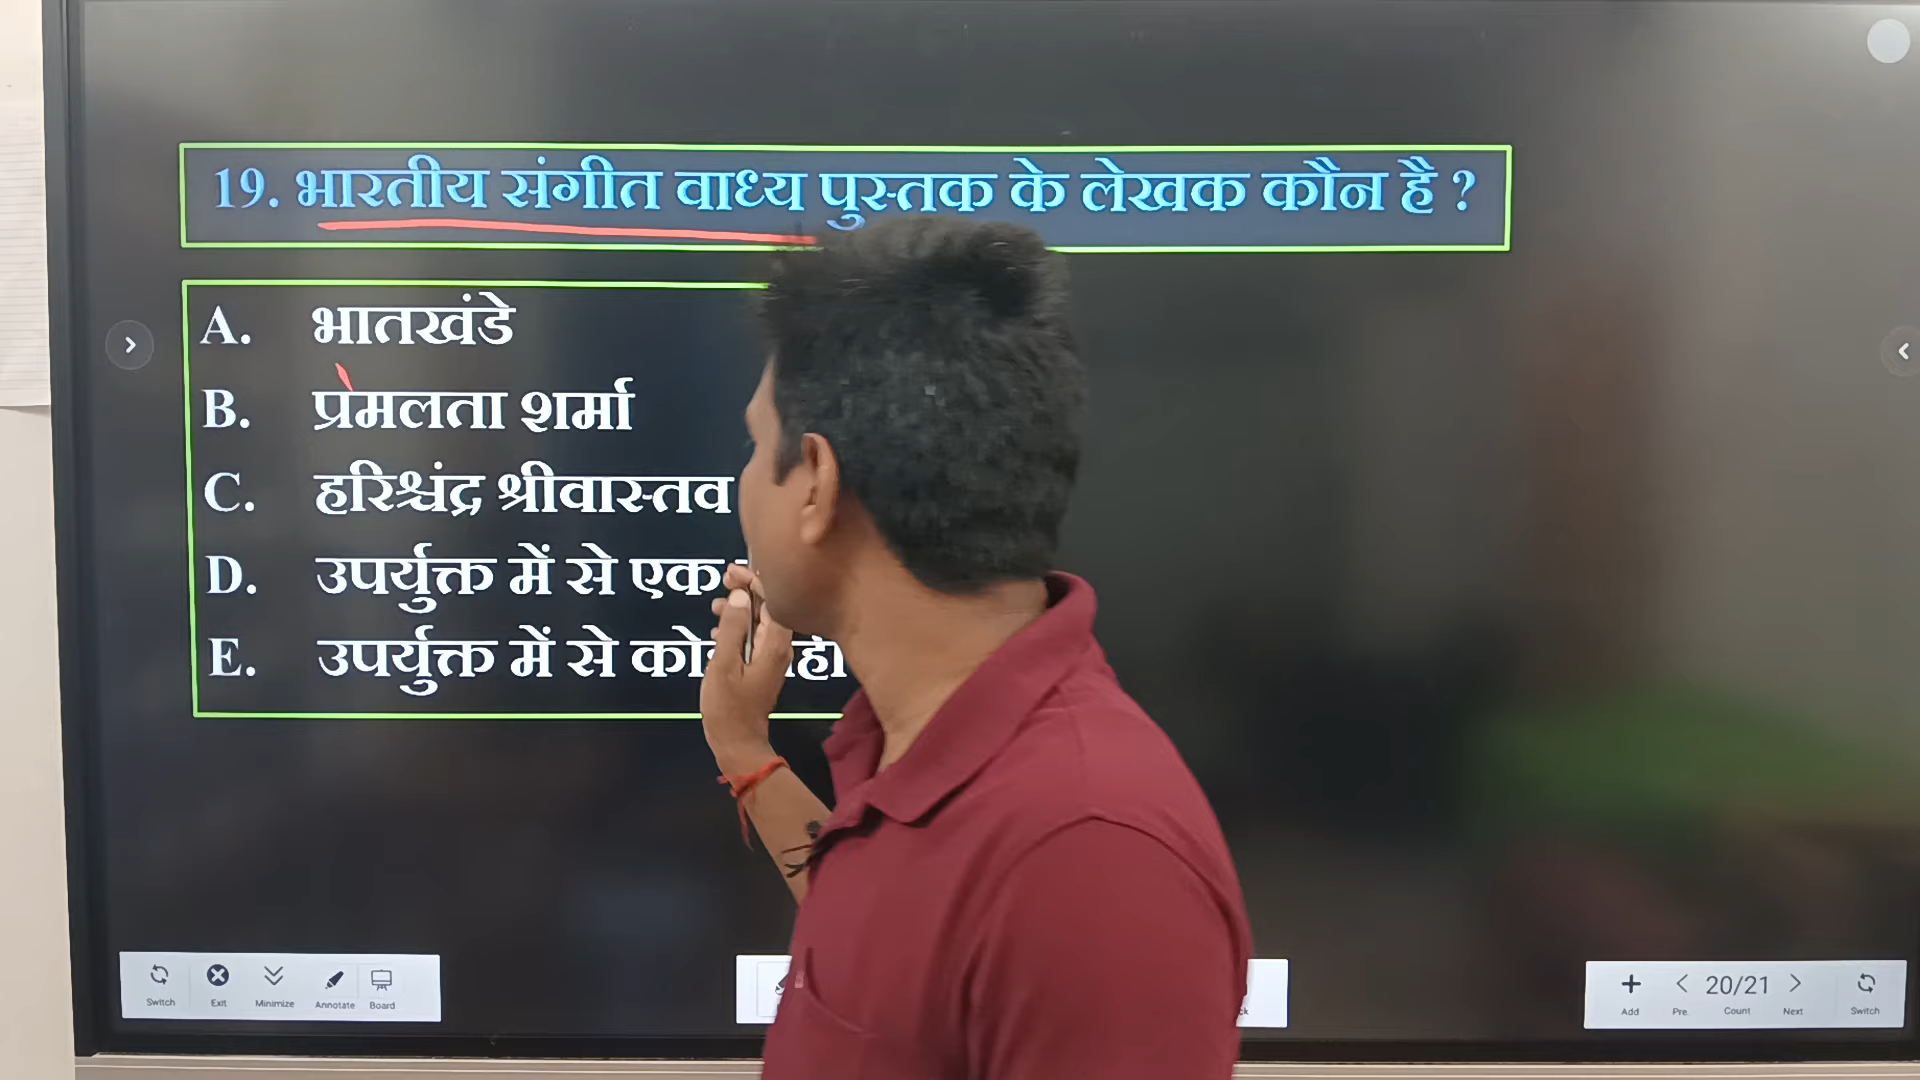 19. भारतीय संगीत वाध्य पुस्तक के लेखक कौन है ?
A. भातखंडे
B. प्रेमलता शर्मा
C. हरिश्चंद्र श्रीवास्तव
D. उपर्युक्त में से एक
E. उपर्युक्त में से
Switch Exit Minimize Annotate Board
20/21
Add Pre. Count Next Switch